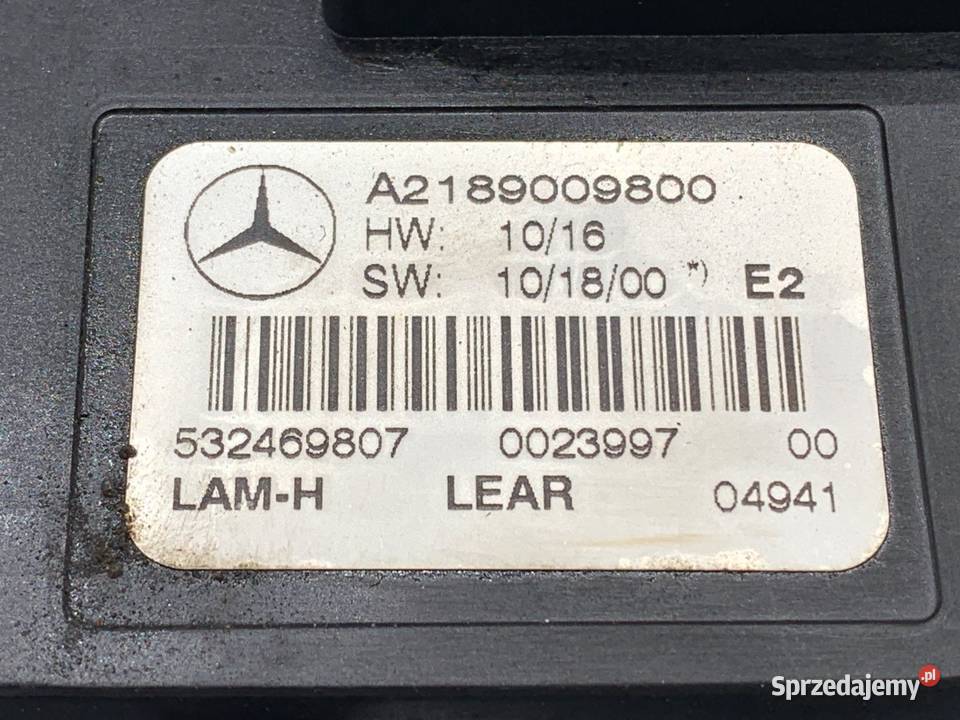 A2189009800
HW: 10/16
SW: 10/18/00 *) E2
532469807 0023997 00
LAM-H LEAR 04941
Sprzedajemy.pl